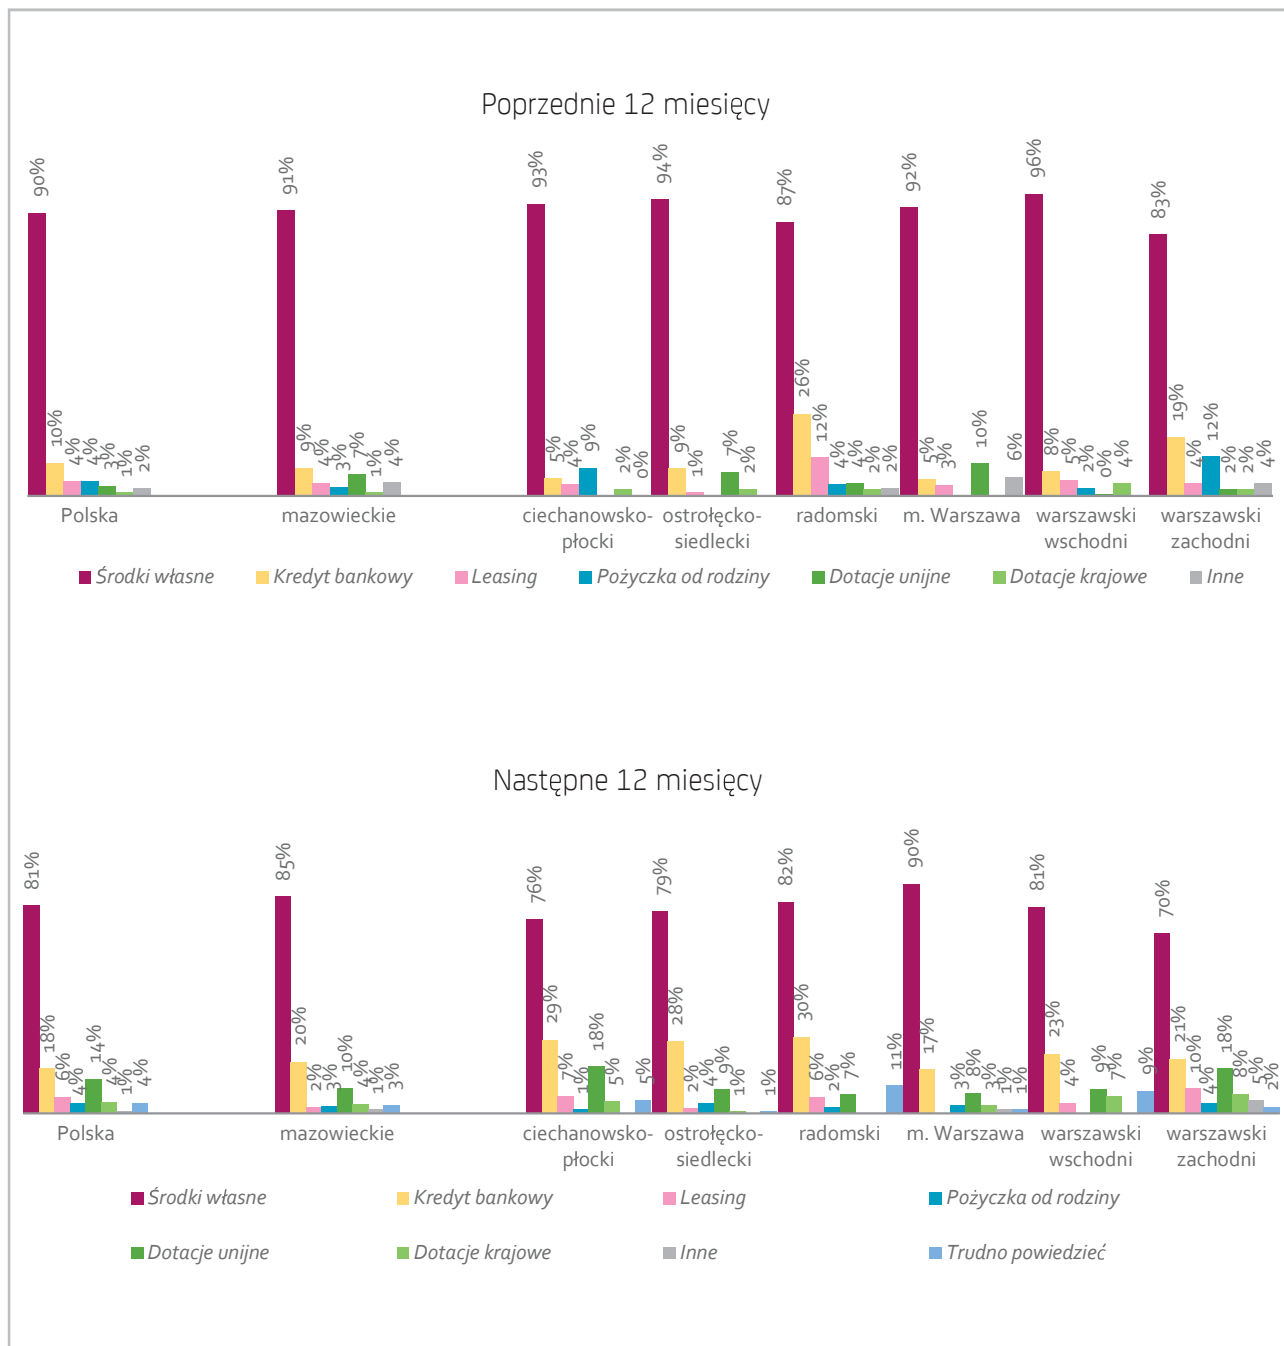 Poprzednie 12 miesięcy
90% 10% 4% 4% 3% 1% 2%
91% 9% 4% 3% 7% 1% 4%
93% 5% 4% 9% 2% 0%
94% 9% 1% 7% 2%
87% 26% 12% 4% 4% 2% 2%
92% 5% 3% 10% 6%
96% 8% 5% 2% 0% 4%
83% 19% 4% 12% 2% 2% 4%
Polska
mazowieckie
ciechanowsko-
płocki
ostrołęcko-
siedlecki
radomski
m. Warszawa
warszawski
wschodni
warszawski
zachodni
Środki własne Kredyt bankowy Leasing Pożyczka od rodziny Dotacje unijne Dotacje krajowe Inne
Następne 12 miesięcy
81% 18% 6% 4% 14% 4% 1% 4%
85% 20% 2% 3% 10% 4% 1% 3%
76% 29% 7% 1% 18% 5% 5%
79% 28% 2% 4% 9% 1% 1%
82% 30% 6% 2% 7% 11%
90% 17% 3% 8% 3% 1% 1%
81% 23% 4% 9% 7% 9%
70% 21% 10% 4% 18% 8% 5% 2%
Polska
mazowieckie
ciechanowsko-
płocki
ostrołęcko-
siedlecki
radomski
m. Warszawa
warszawski
wschodni
warszawski
zachodni
Środki własne Kredyt bankowy Leasing Pożyczka od rodziny
Dotacje unijne Dotacje krajowe Inne Trudno powiedzieć